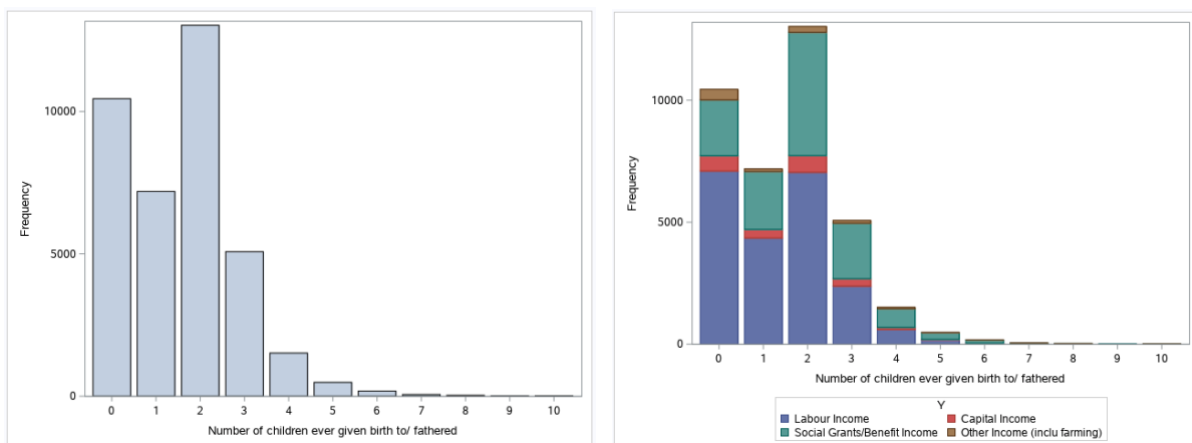 10000
5000
0
Frequency
0 1 2 3 4 5 6 7 8 9 10
Number of children ever given birth to/ fathered
10000
5000
0
Frequency
0 1 2 3 4 5 6 7 8 9 10
Number of children ever given birth to/ fathered
Y
Labour Income Capital Income
Social Grants/Benefit Income Other Income (inclu farming)